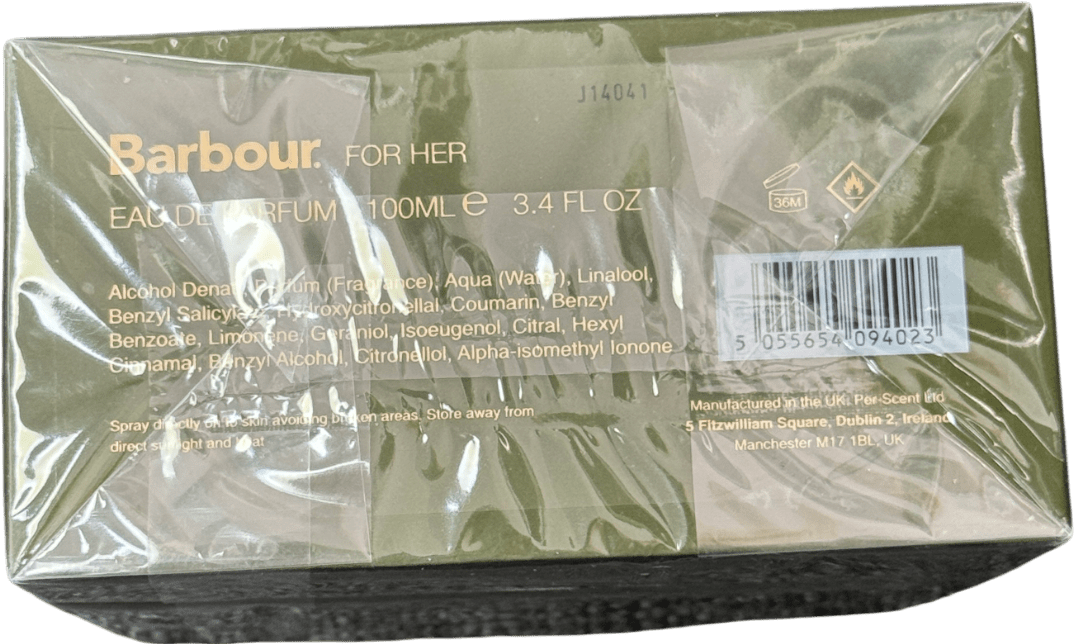 J14041
Barbour. FOR HER
EAU DE PARFUM 100ML e 3.4 FL OZ
36M
Alcohol Denat., Parfum (Fragrance), Aqua (Water), Linalool,
Benzyl Salicylate, Hydroxycitronellal, Coumarin, Benzyl
Benzoate, Limonene, Geraniol, Isoeugenol, Citral, Hexyl
Cinnamal, Benzyl Alcohol, Citronellol, Alpha-isomethyl Ionone
5 055654 094023
Spray directly on to skin avoiding broken areas. Store away from
direct sunlight and heat
Manufactured in the UK. Per-Scent Ltd
5 Fitzwilliam Square, Dublin 2, Ireland
Manchester M17 1BL, UK